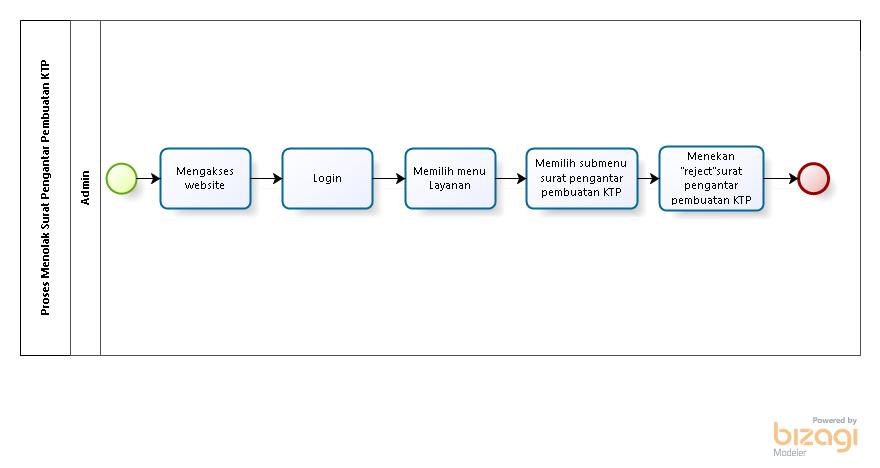 Proses Menolak Surat Pengantar Pembuatan KTP
Admin
Mengakses
website
Login
Memilih menu
Layanan
Memilih submenu
surat pengantar
pembuatan KTP
Menekan
"reject"surat
pengantar
pembuatan KTP
Powered by
bizagi
Modeler